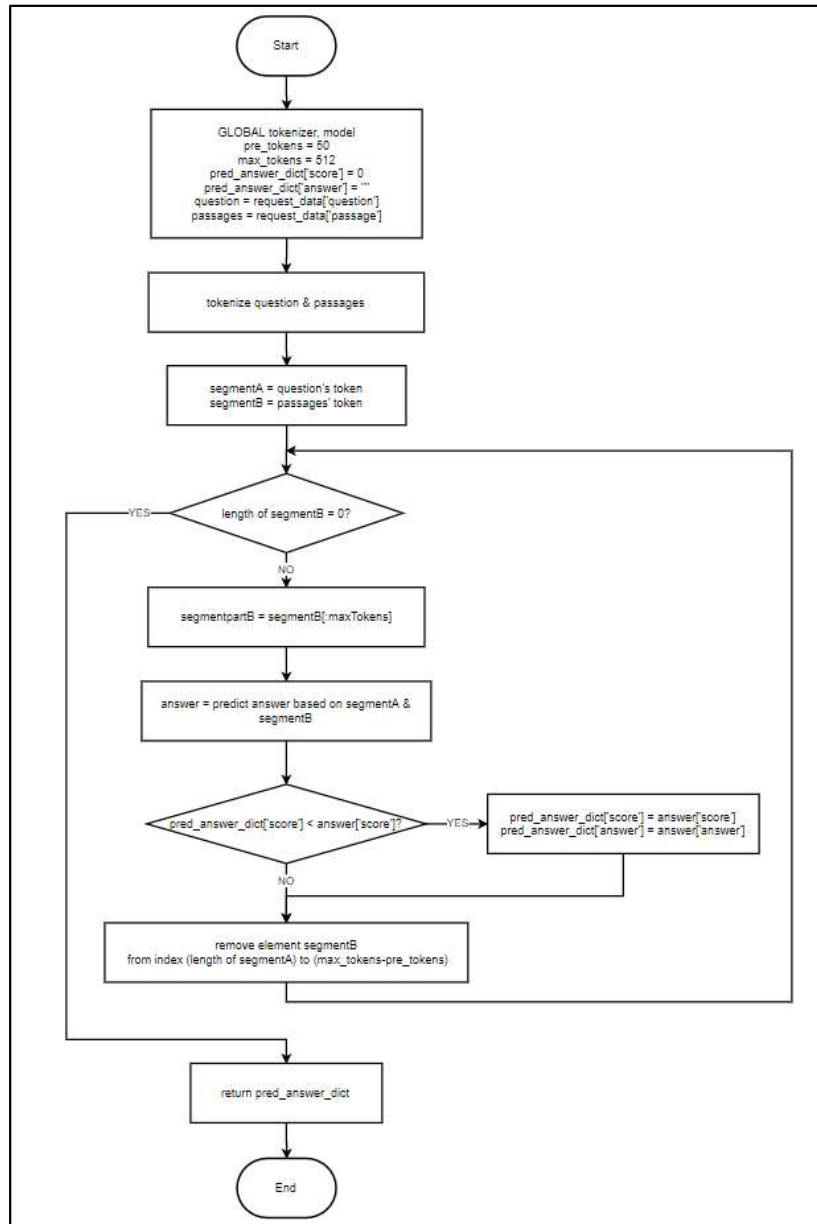 Start
GLOBAL tokenizer, model
pre_tokens = 50
max_tokens = 512
pred_answer_dict['score'] = 0
pred_answer_dict['answer'] = ""
question = request_data['question']
passages = request_data['passage']
tokenize question & passages
segmentA = question's token
segmentB = passages' token
length of segmentB = 0?
YES
NO
segmentpartB = segmentB[:maxTokens]
answer = predict answer based on segmentA &
segmentB
pred_answer_dict['score'] < answer['score']?
YES
pred_answer_dict['score'] = answer['score']
pred_answer_dict['answer'] = answer['answer']
NO
remove element segmentB
from index (length of segmentA) to (max_tokens-pre_tokens)
return pred_answer_dict
End